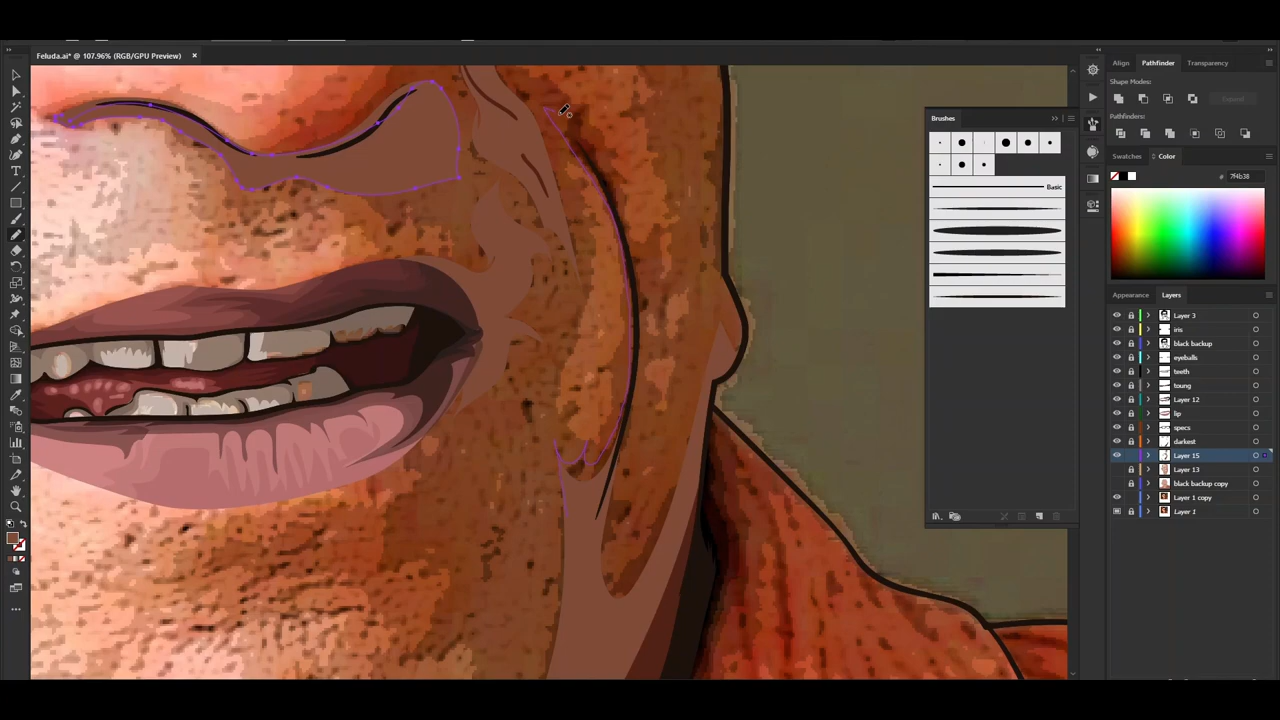 Feluda.ai* @ 107.96% (RGB/GPU Preview) ×
Align Pathfinder Transparency
Shape Modes:
Expand
Pathfinders:
Brushes
Basic
Swatches Color
# 7f4b38
Appearance Layers
Layer 3
iris
black backup
eyeballs
teeth
toung
Layer 12
lip
specs
darkest
Layer 15
Layer 13
black backup copy
Layer 1 copy
Layer 1